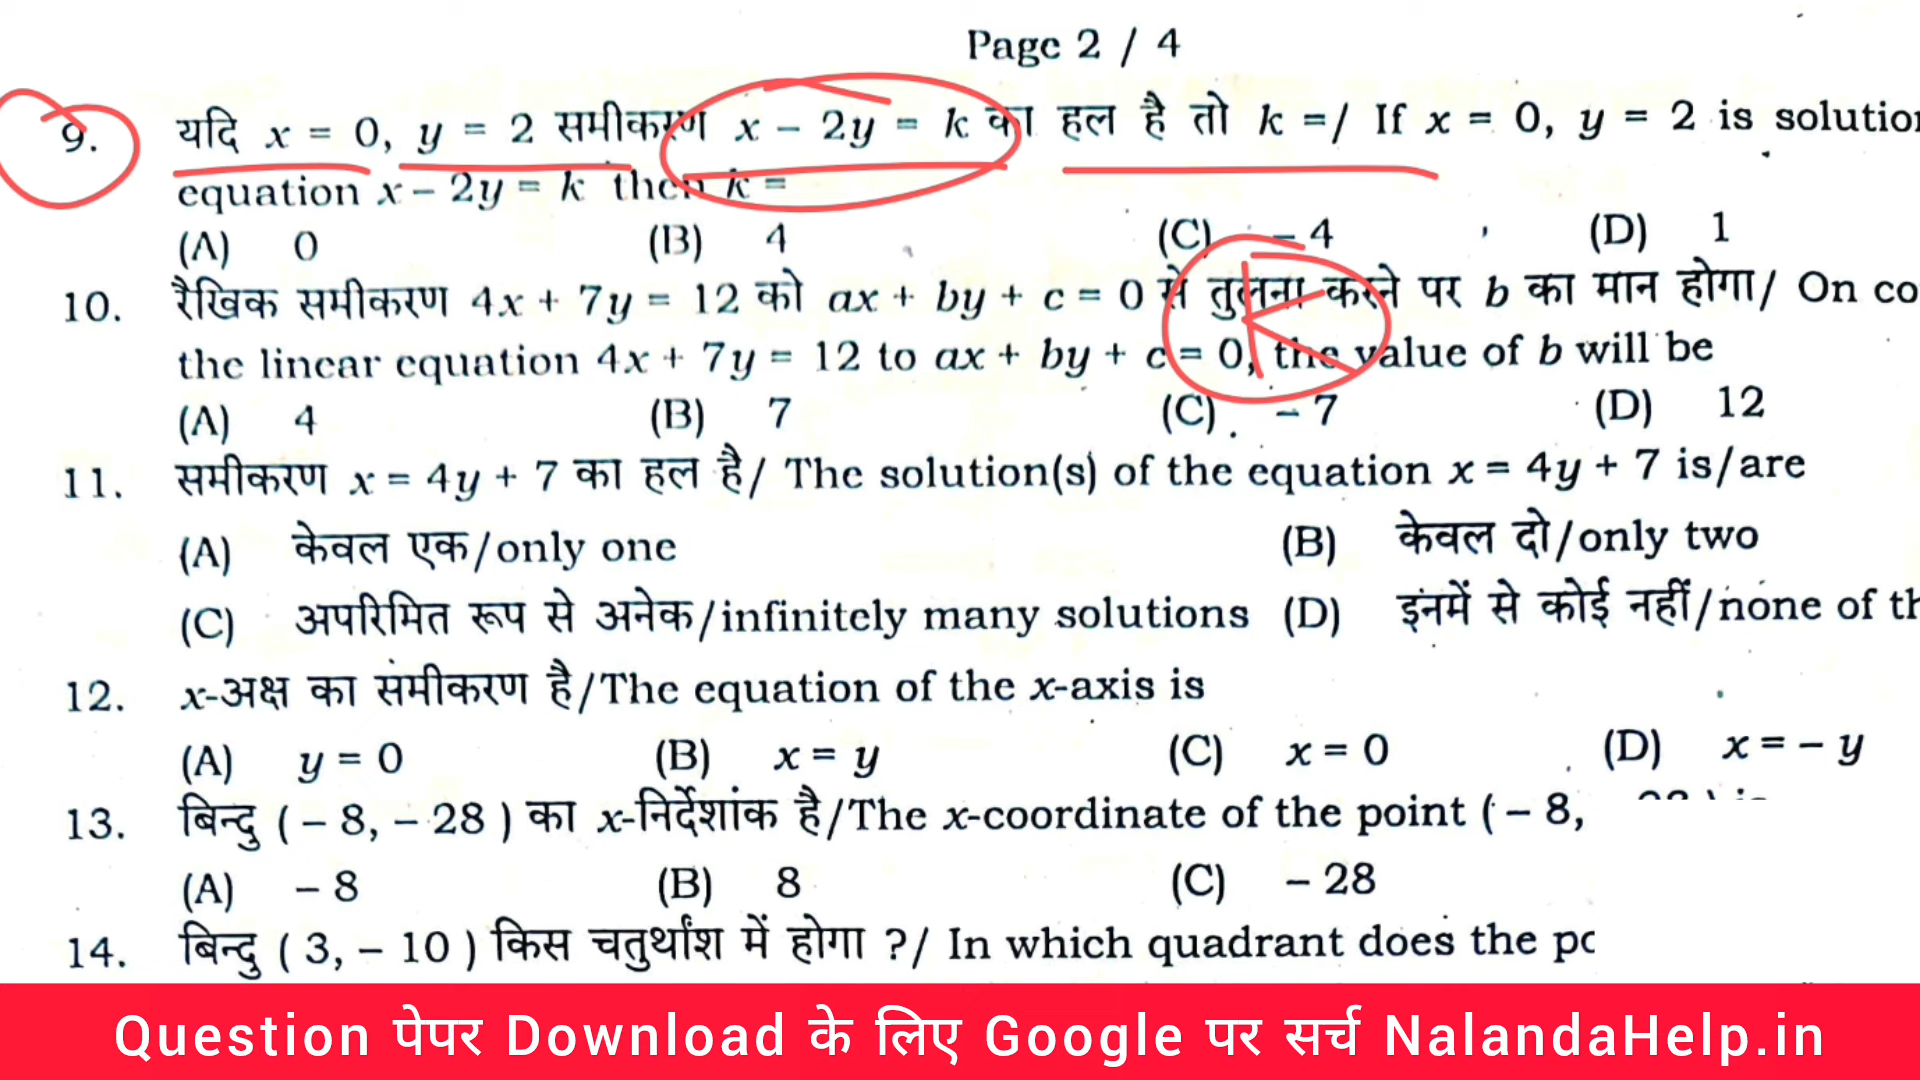 Page 2 / 4
9. यदि x = 0, y = 2 समीकरण x – 2y = k का हल है तो k =/ If x = 0, y = 2 is solution
equation x – 2y = k then k =
(A) 0 (B) 4 (C) – 4 (D) 1
10. रैखिक समीकरण 4x + 7y = 12 को ax + by + c = 0 से तुलना करने पर b का मान होगा/ On co
the linear equation 4x + 7y = 12 to ax + by + c = 0, the value of b will be
(A) 4 (B) 7 (C) – 7 (D) 12
K
11. समीकरण x = 4y + 7 का हल है/ The solution(s) of the equation x = 4y + 7 is/are
(A) केवल एक/only one (B) केवल दो/only two
(C) अपरिमित रूप से अनेक/infinitely many solutions (D) इनमें से कोई नहीं/none of th
12. x-अक्ष का समीकरण है/The equation of the x-axis is
(A) y = 0 (B) x = y (C) x = 0 (D) x = – y
13. बिन्दु ( – 8, – 28 ) का x-निर्देशांक है/The x-coordinate of the point ( – 8,
(A) – 8 (B) 8 (C) – 28
14. बिन्दु ( 3, – 10 ) किस चतुर्थांश में होगा ?/ In which quadrant does the po
Question पेपर Download के लिए Google पर सर्च NalandaHelp.in